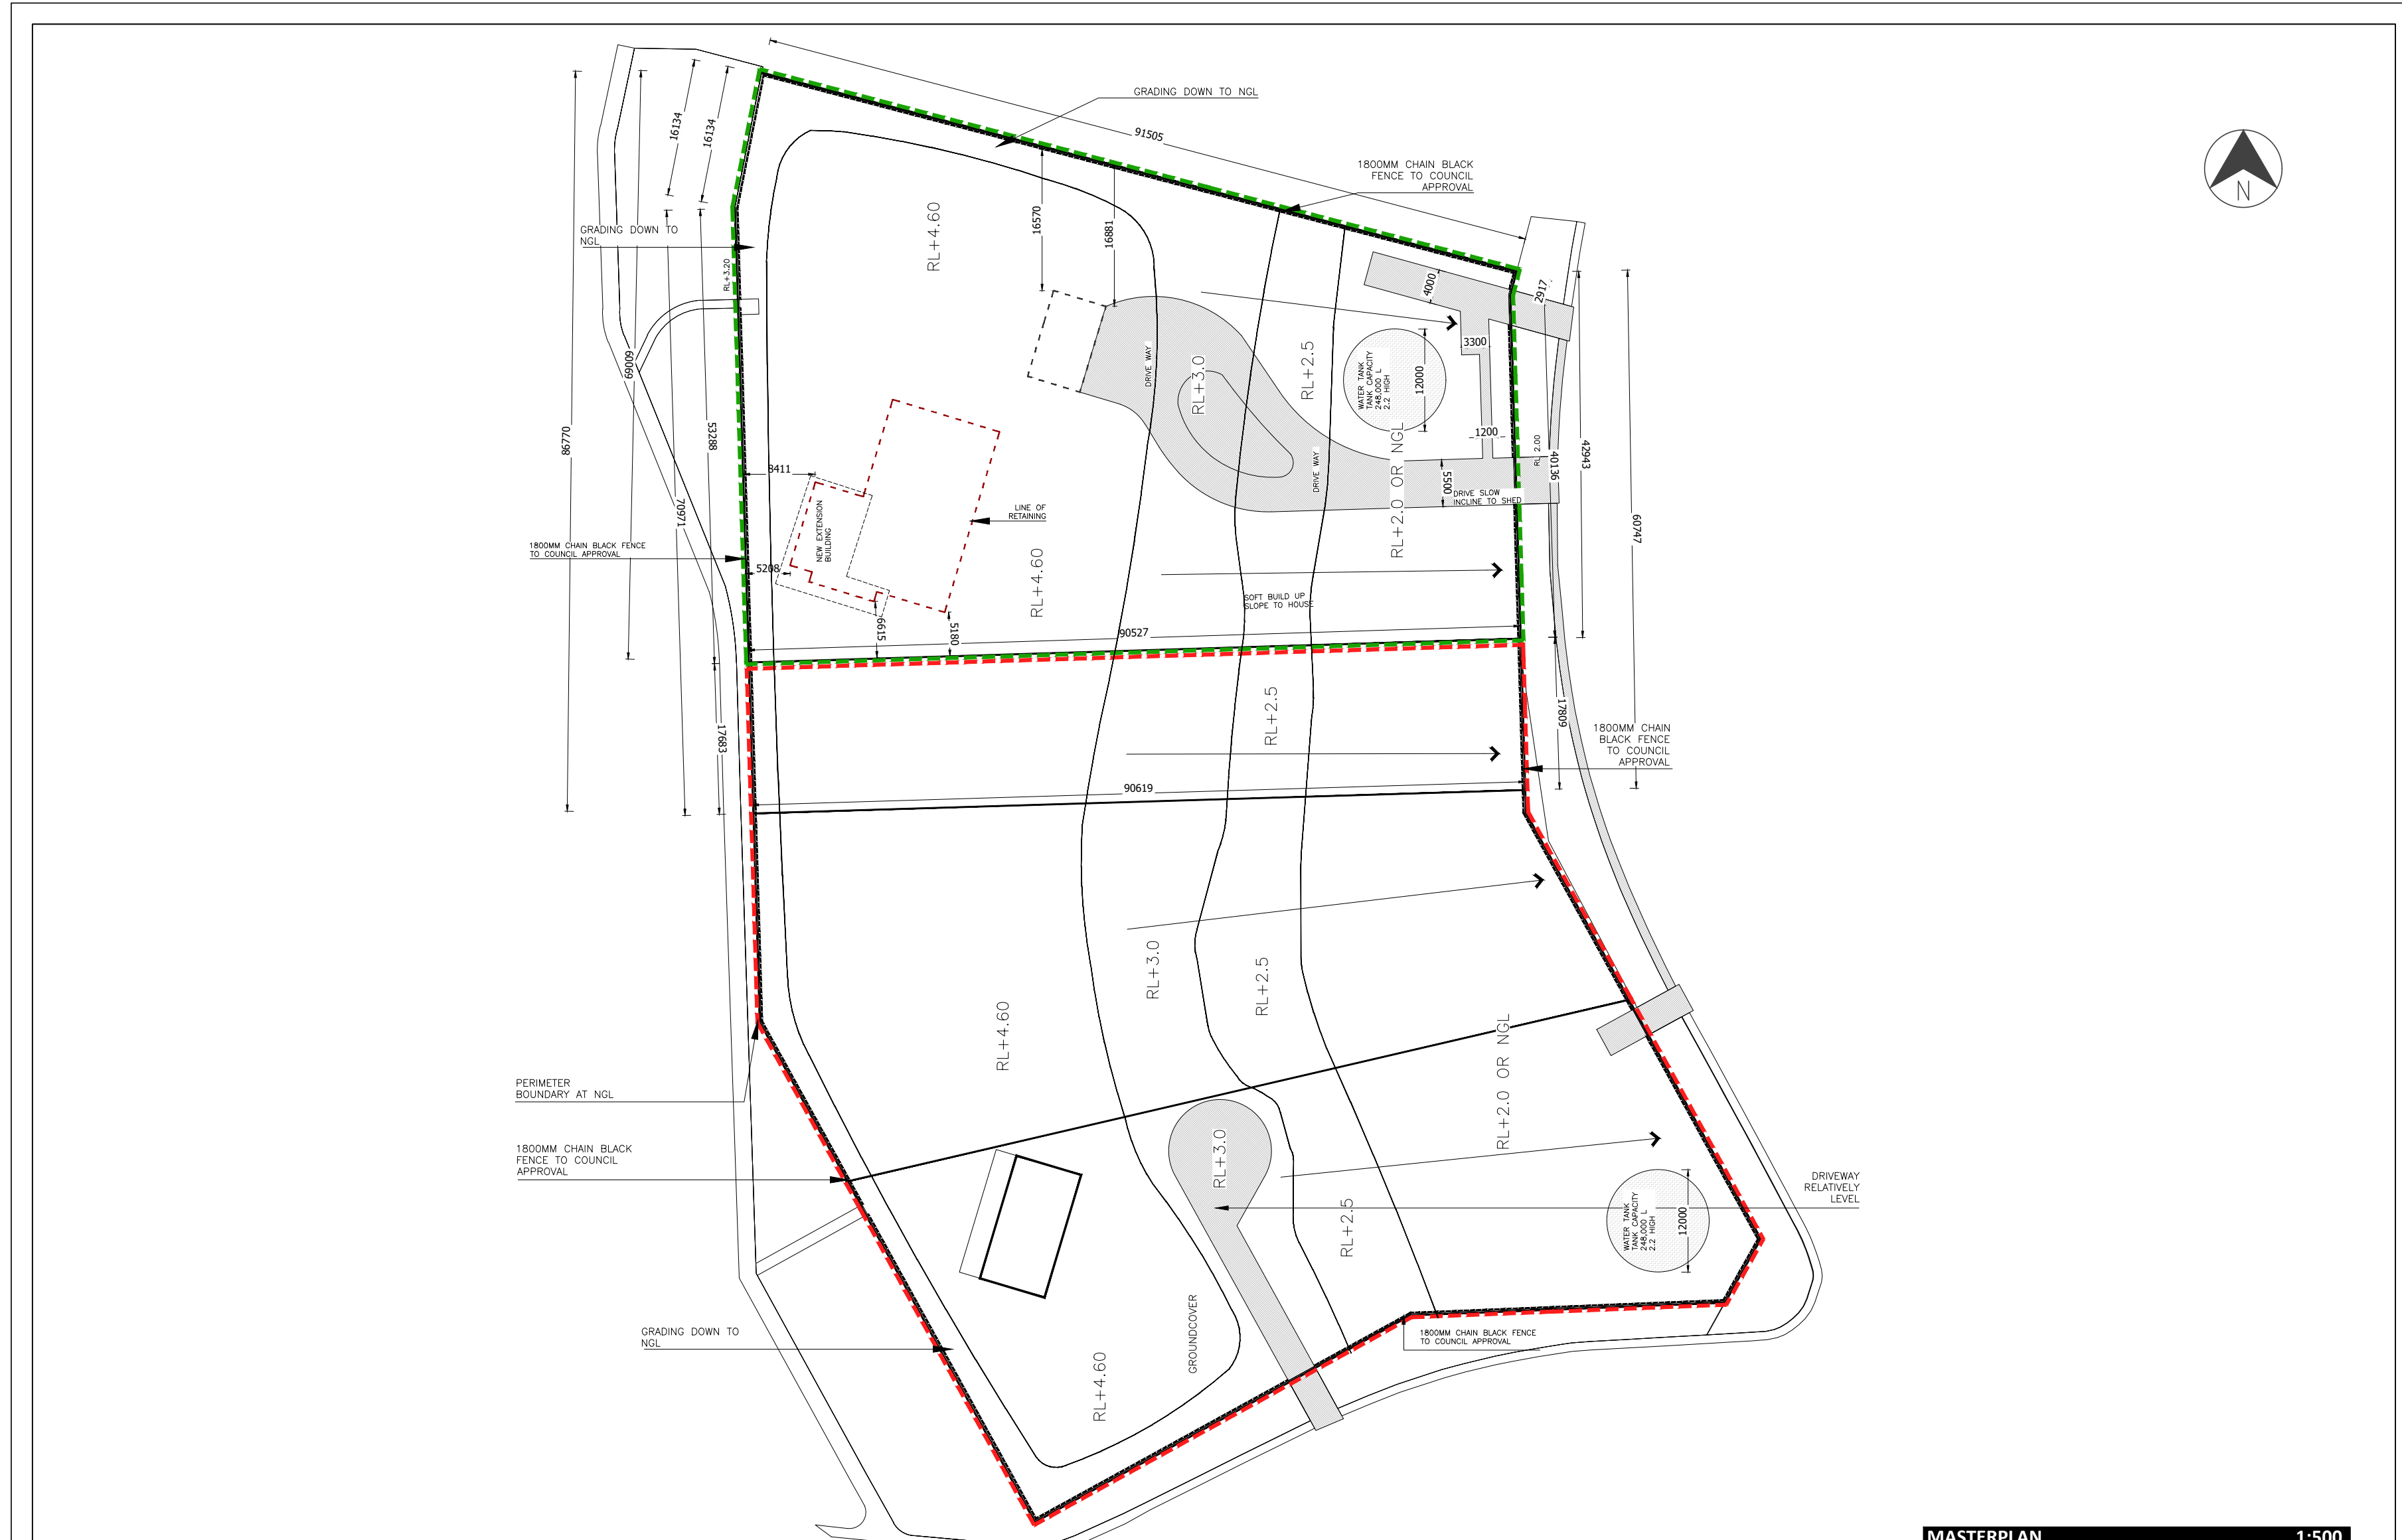 GRADING DOWN TO NGL
91505
1800MM CHAIN BLACK
FENCE TO COUNCIL
APPROVAL
N
16134
16134
GRADING DOWN TO
NGL
RL+3.20
RL+4.60
16570
16881
4000
2917
3300
WATER TANK
TANK CAPACITY
248,000 L
2.2 HIGH
12000
DRIVE WAY
RL+3.0
RL+2.5
60069
86770
53288
70971
8411
NEW EXTENSION
BUILDING
LINE OF
RETAINING
DRIVE WAY
RL+2.0 OR NGL
1200
5500
DRIVE SLOW
INCLINE TO SHED
RL 2.00
40136
42943
60747
1800MM CHAIN BLACK FENCE
TO COUNCIL APPROVAL
5208
6615
5180
RL+4.60
SOFT BUILD UP
SLOPE TO HOUSE
90527
17683
RL+2.5
17809
1800MM CHAIN
BLACK FENCE
TO COUNCIL
APPROVAL
90619
RL+3.0
RL+2.5
RL+4.60
RL+2.0 OR NGL
PERIMETER
BOUNDARY AT NGL
1800MM CHAIN BLACK
FENCE TO COUNCIL
APPROVAL
RL+3.0
RL+2.5
WATER TANK
TANK CAPACITY
248,000 L
2.2 HIGH
12000
DRIVEWAY
RELATIVELY
LEVEL
GRADING DOWN TO
NGL
GROUNDCOVER
RL+4.60
1800MM CHAIN BLACK FENCE
TO COUNCIL APPROVAL
MASTERPLAN 1:500